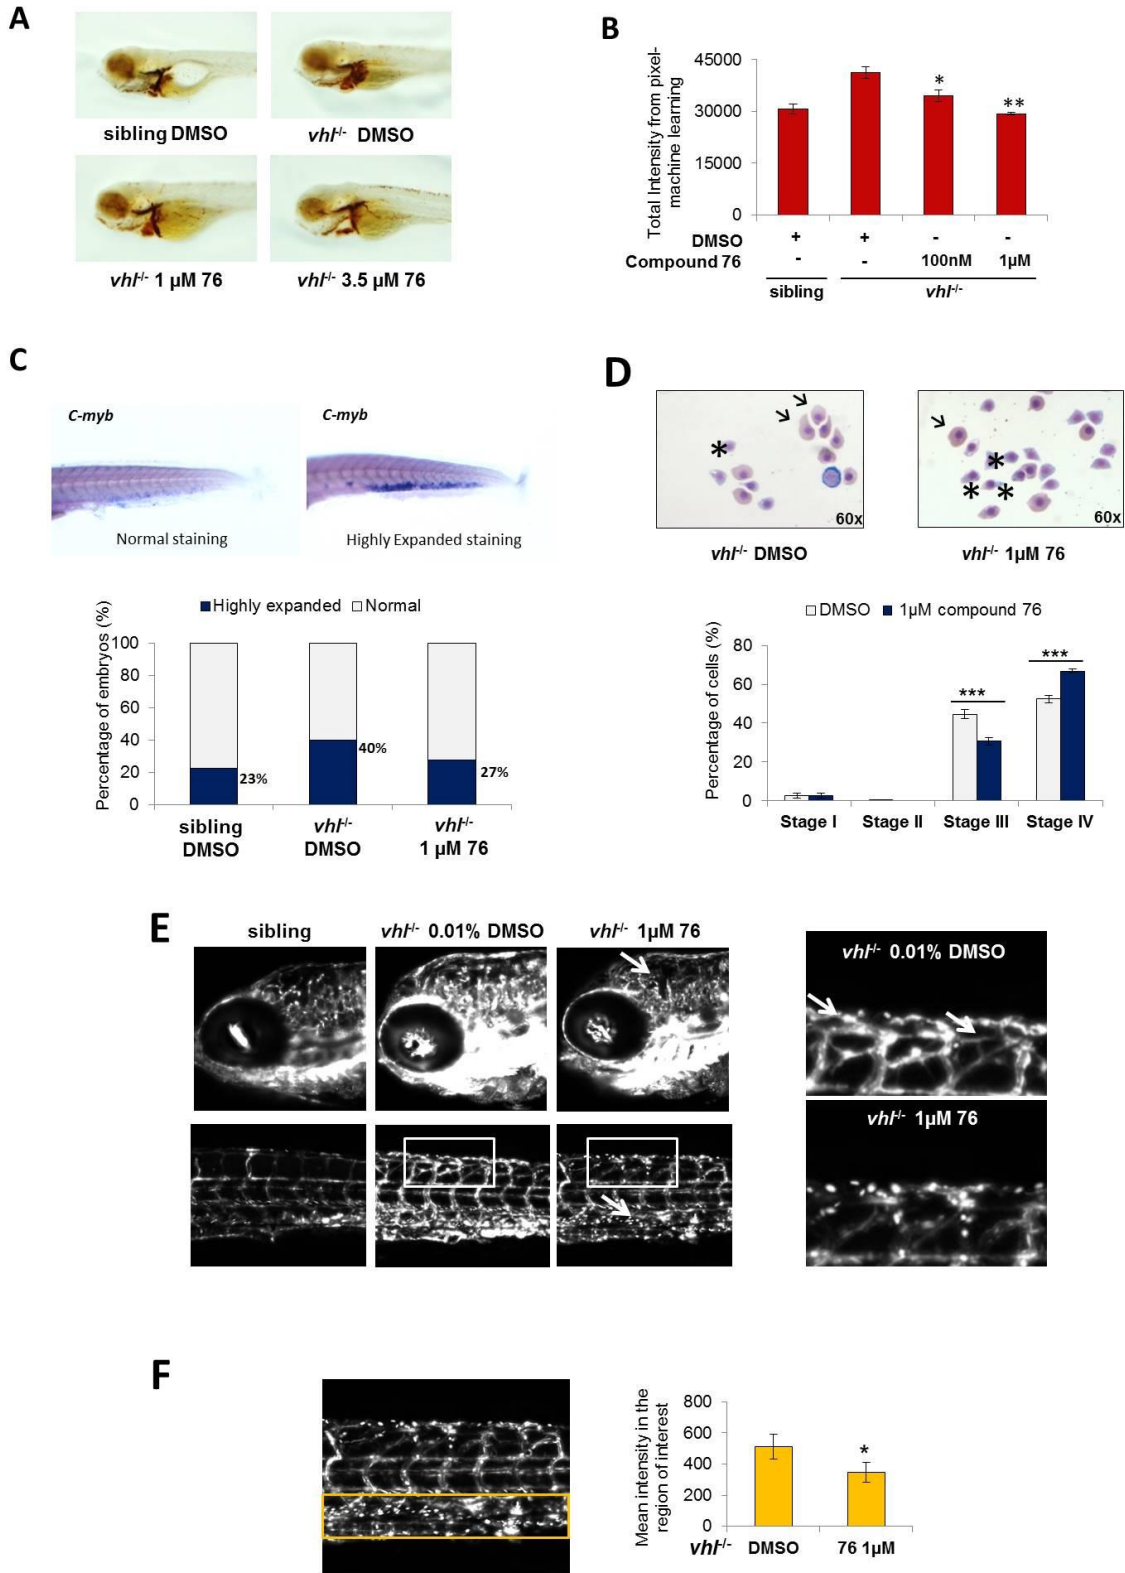 A
sibling DMSO
vhl-/- DMSO
vhl-/- 1 µM 76
vhl-/- 3.5 µM 76
B
Total Intensity from pixel-
machine learning
45000
30000
15000
0
*
**
DMSO + + - -
Compound 76 - - 100nM 1µM
sibling
vhl-/-
C
C-myb
Normal staining
C-myb
Highly Expanded staining
Highly expanded Normal
Percentage of embryos (%)
100
80
60
40
20
0
23%
40%
27%
sibling
DMSO
vhl-/-
DMSO
vhl-/-
1 µM 76
D
*
60x
* * *
60x
vhl-/- DMSO
vhl-/- 1µM 76
DMSO 1µM compound 76
Percentage of cells (%)
80
60
40
20
0
***
***
Stage I Stage II Stage III Stage IV
E
sibling
vhl-/- 0.01% DMSO
vhl-/- 1µM 76
vhl-/- 0.01% DMSO
vhl-/- 1µM 76
F
Mean intensity in the
region of interest
800
600
400
200
0
*
vhl-/- DMSO 76 1µM